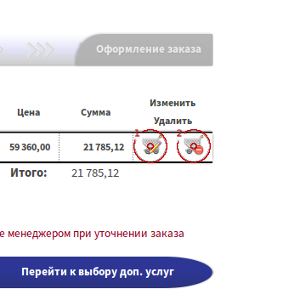 Оформление заказа
Изменить
Цена Сумма
Удалить
1 2
59 360,00 21 785,12
Итого: 21 785,12
е менеджером при уточнении заказа
Перейти к выбору доп. услуг